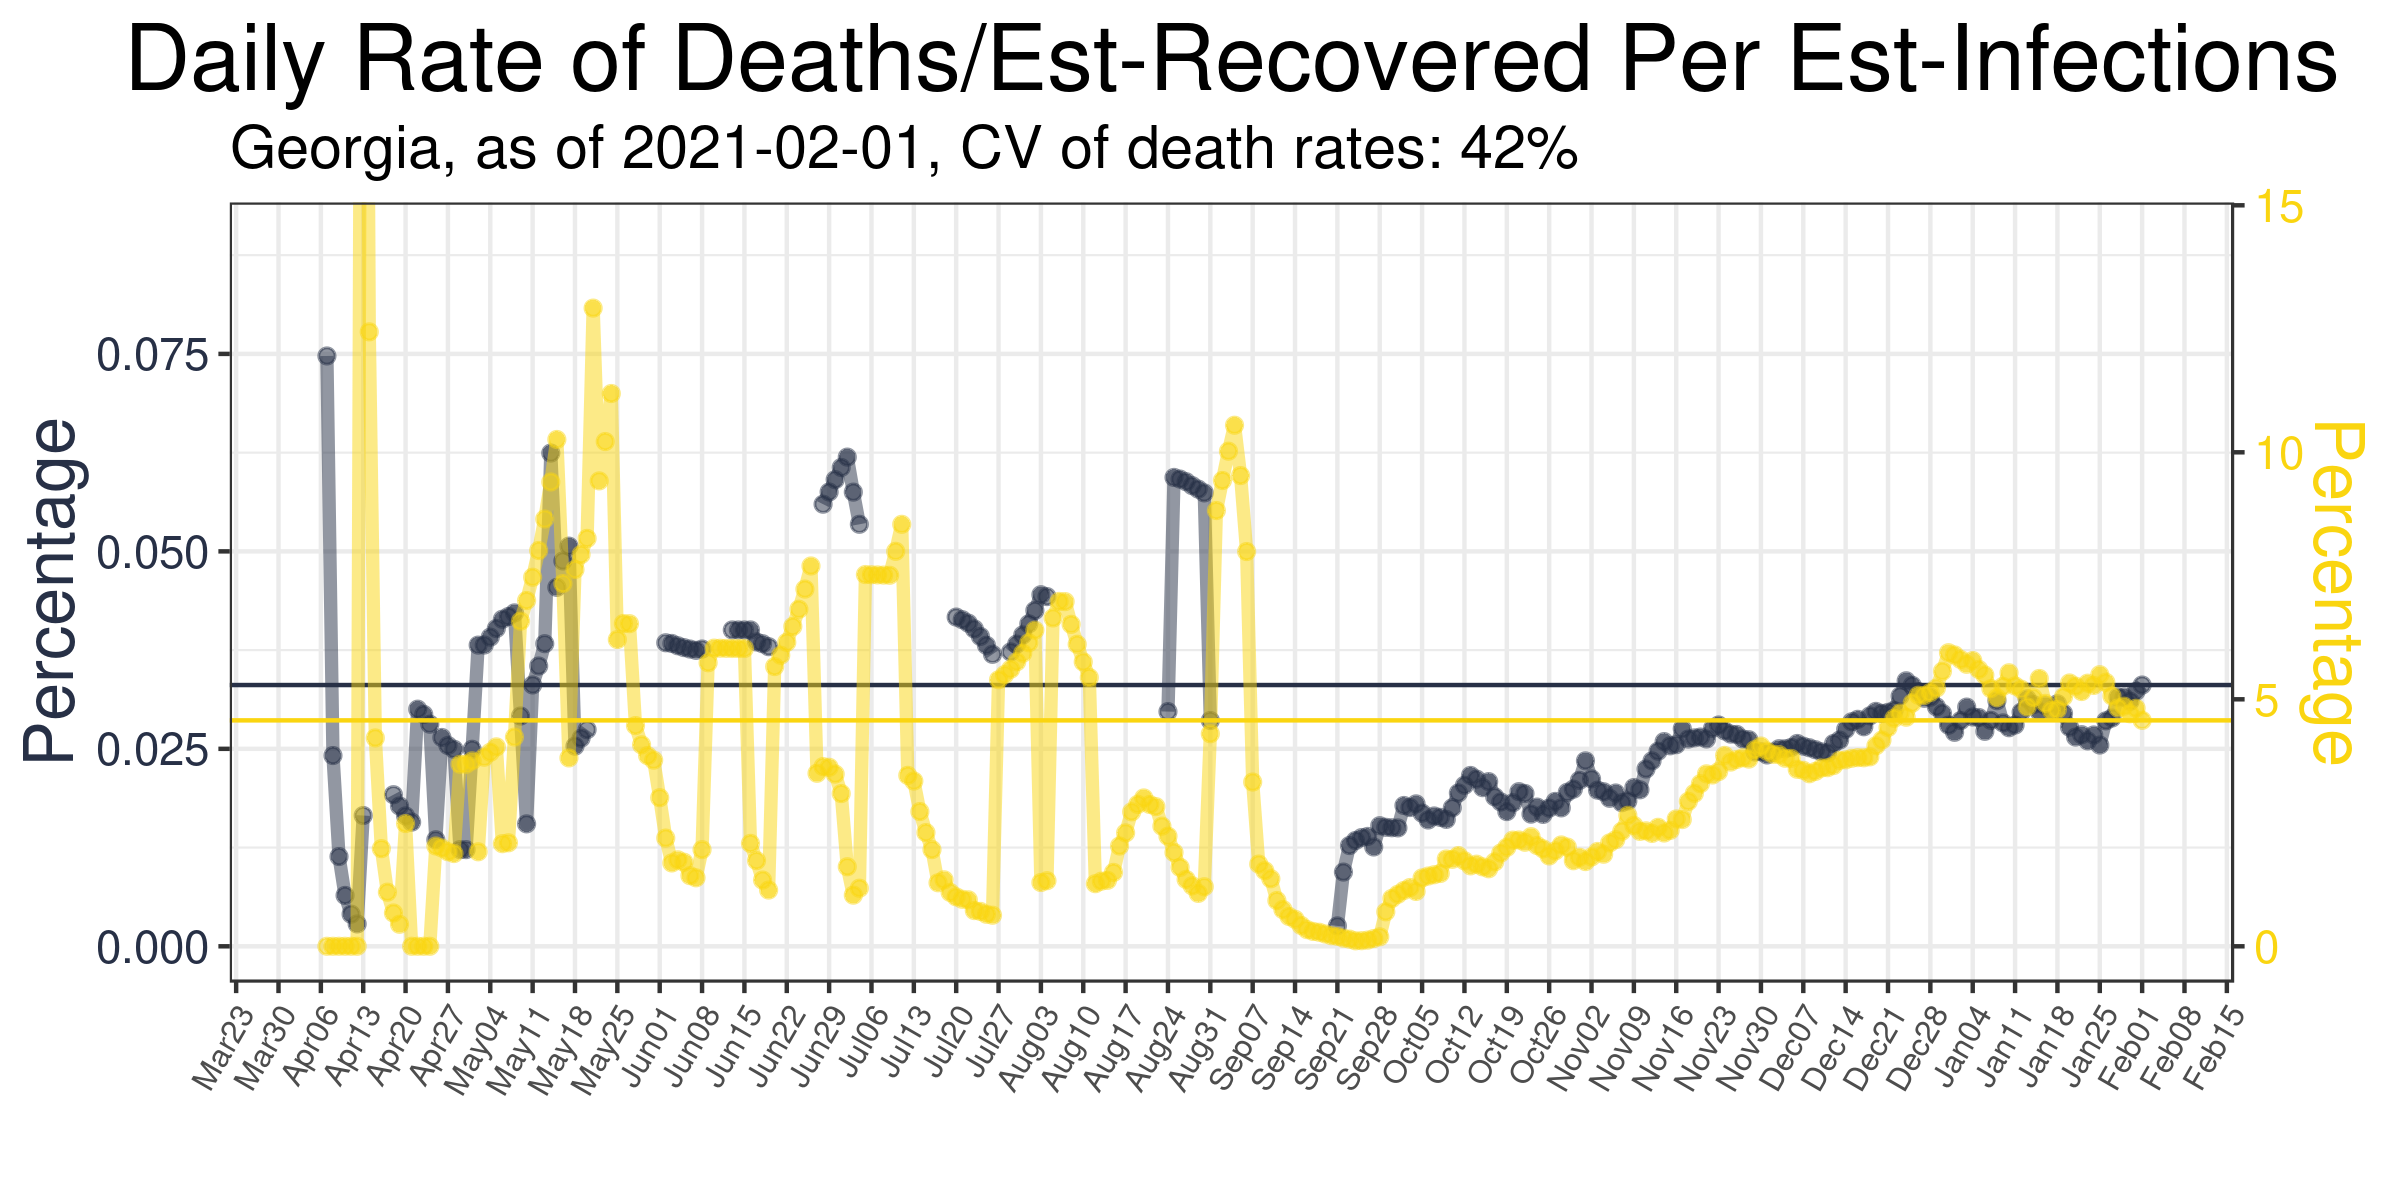 Daily Rate of Deaths/Est-Recovered Per Est-Infections
Georgia, as of 2021-02-01, CV of death rates: 42%
Percentage
0.075
0.050
0.025
0.000
15
10
5
0
Percentage
Mar23
Mar30
Apr06
Apr13
Apr20
Apr27
May04
May11
May18
May25
Jun01
Jun08
Jun15
Jun22
Jun29
Jul06
Jul13
Jul20
Jul27
Aug03
Aug10
Aug17
Aug24
Aug31
Sep07
Sep14
Sep21
Sep28
Oct05
Oct12
Oct19
Oct26
Nov02
Nov09
Nov16
Nov23
Nov30
Dec07
Dec14
Dec21
Dec28
Jan04
Jan11
Jan18
Jan25
Feb01
Feb08
Feb15